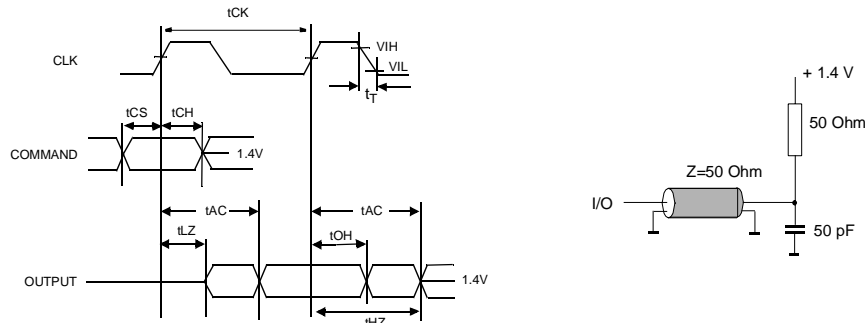 tCK
CLK
VIH
VIL
tT
tCS
tCH
COMMAND
1.4V
tAC
tAC
tLZ
tOH
OUTPUT
1.4V
tHZ
+ 1.4 V
50 Ohm
Z=50 Ohm
I/O
50 pF